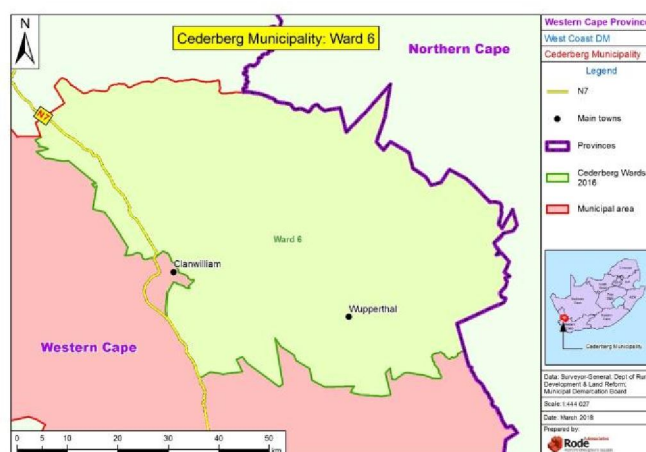 N
Cederberg Municipality: Ward 6
Northern Cape
N7
Ward 6
Clanwilliam
Wupperthal
Western Cape
0 10 20 30 40 50
km
Western Cape Province
West Coast DM
Cederberg Municipality
Legend
N7
Main towns
Provinces
Cederberg Wards
2016
Municipal area
Cederberg Municipality
Data: Surveyor-General; Dept of Rural
Development & Land Reform;
Municipal Demarcation Board
Scale:1:444 027
Date: March 2018
Prepared by:
Rode